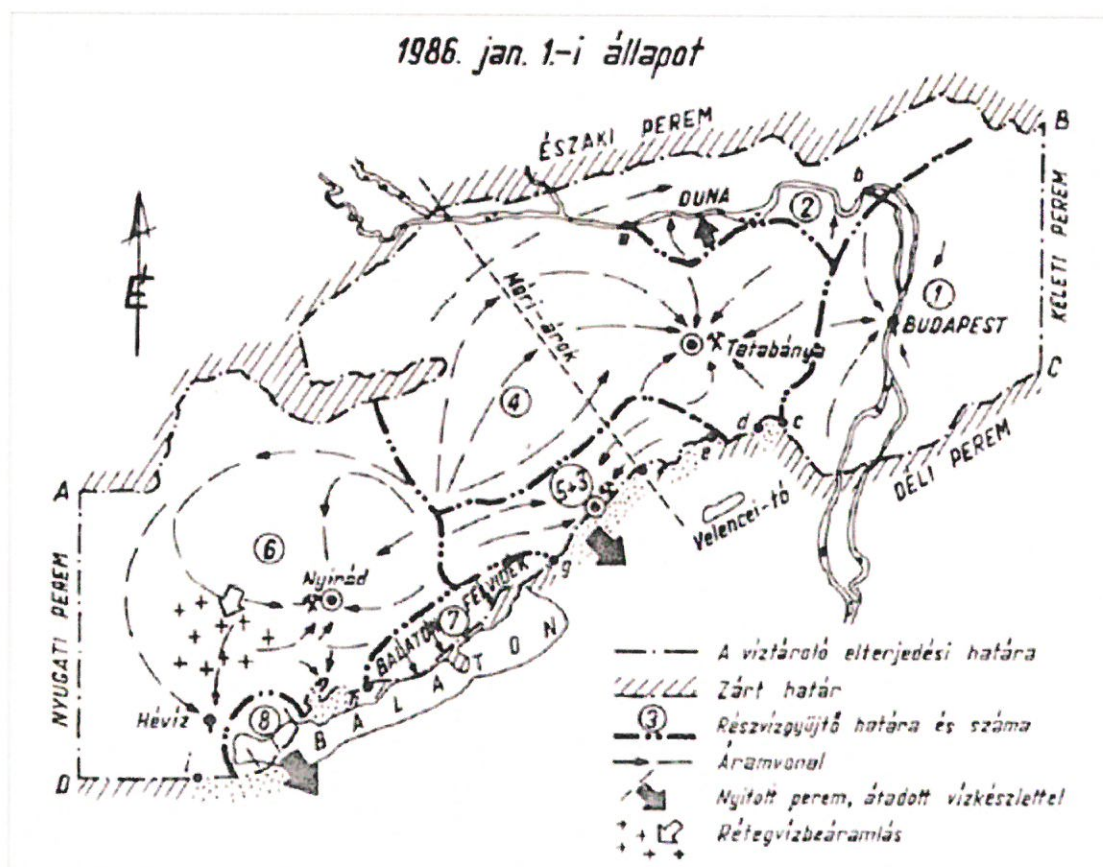 1986. jan. 1.-i állapot
ÉSZAKI PEREM
B
DUNA
b
2
a
É
KELETI PEREM
Móri-árok
1
BUDAPEST
Tatabánya
C
4
d
c
e
DÉLI PEREM
A
5+3
Velencei-tó
6
g
Nyirád
NYUGATI PEREM
7
BALATON FELVIDÉK
h
Hévíz
8
BALATON
D
i
A víztároló elterjedési határa
Zárt határ
3 Részvízgyűjtő határa és száma
Áramvonal
Nyitott perem, átadott vízkészlettel
Rétegvízbeáramlás